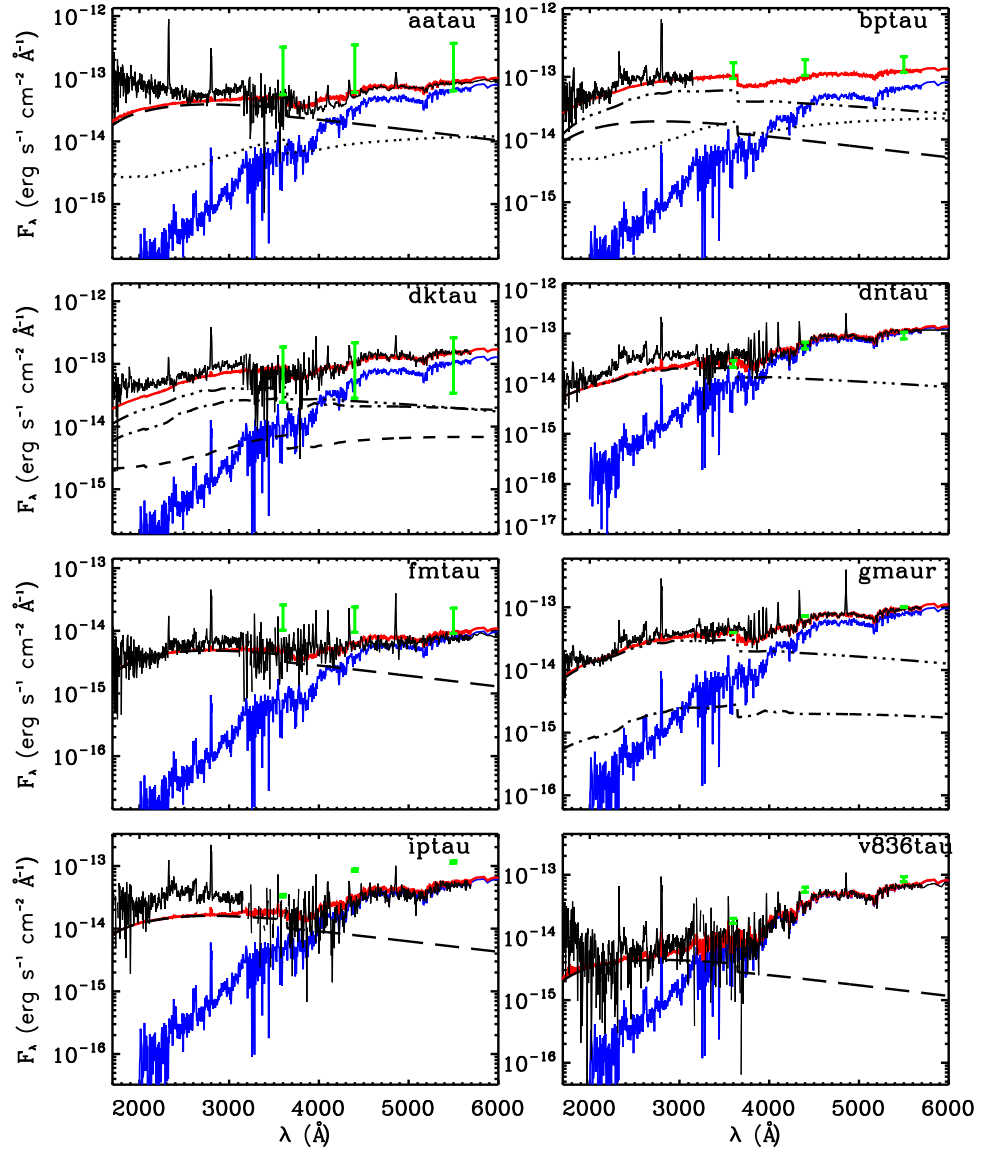 aatau
10⁻¹²
10⁻¹³
10⁻¹⁴
10⁻¹⁵
F_λ (erg s⁻¹ cm⁻² Å⁻¹)
bptau
10⁻¹²
10⁻¹³
10⁻¹⁴
10⁻¹⁵
dktau
10⁻¹²
10⁻¹³
10⁻¹⁴
10⁻¹⁵
10⁻¹⁶
F_λ (erg s⁻¹ cm⁻² Å⁻¹)
dntau
10⁻¹²
10⁻¹³
10⁻¹⁴
10⁻¹⁵
10⁻¹⁶
10⁻¹⁷
fmtau
10⁻¹³
10⁻¹⁴
10⁻¹⁵
10⁻¹⁶
F_λ (erg s⁻¹ cm⁻² Å⁻¹)
gmaur
10⁻¹³
10⁻¹⁴
10⁻¹⁵
10⁻¹⁶
iptau
10⁻¹³
10⁻¹⁴
10⁻¹⁵
10⁻¹⁶
F_λ (erg s⁻¹ cm⁻² Å⁻¹)
2000 3000 4000 5000 6000
λ (Å)
v836tau
10⁻¹³
10⁻¹⁴
10⁻¹⁵
10⁻¹⁶
2000 3000 4000 5000 6000
λ (Å)